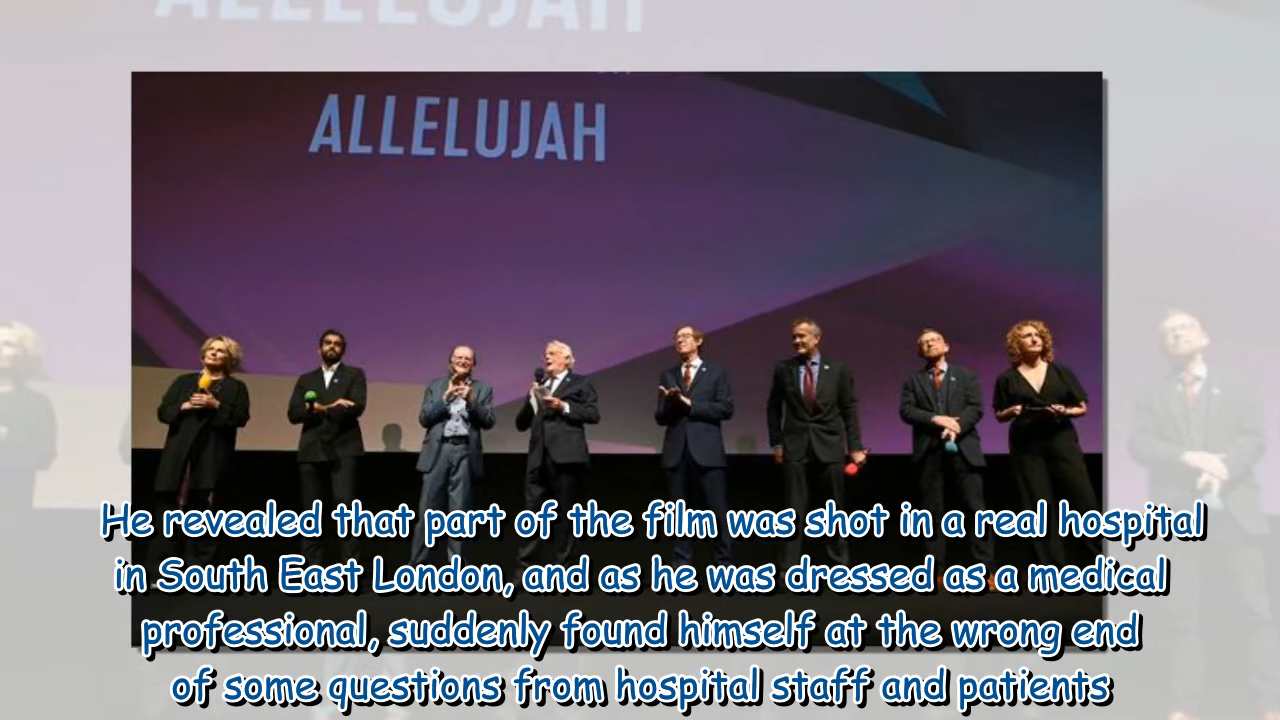 ALLELUJAH
ALLELUJAH
He revealed that part of the film was shot in a real hospital
in South East London, and as he was dressed as a medical
professional, suddenly found himself at the wrong end
of some questions from hospital staff and patients